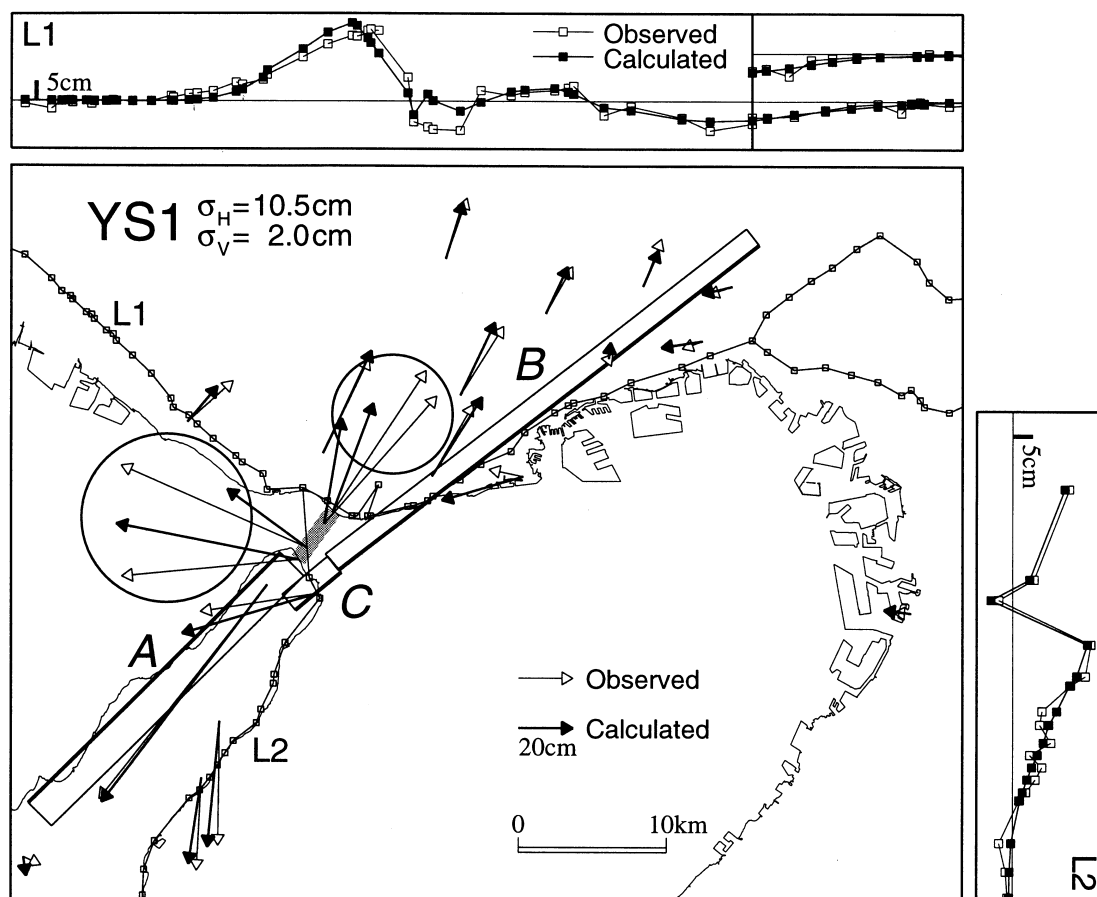 L1
5cm
Observed
Calculated
YS1
σH=10.5cm
σV= 2.0cm
L1
B
5cm
C
A
Observed
Calculated
20cm
L2
0 10km
L2